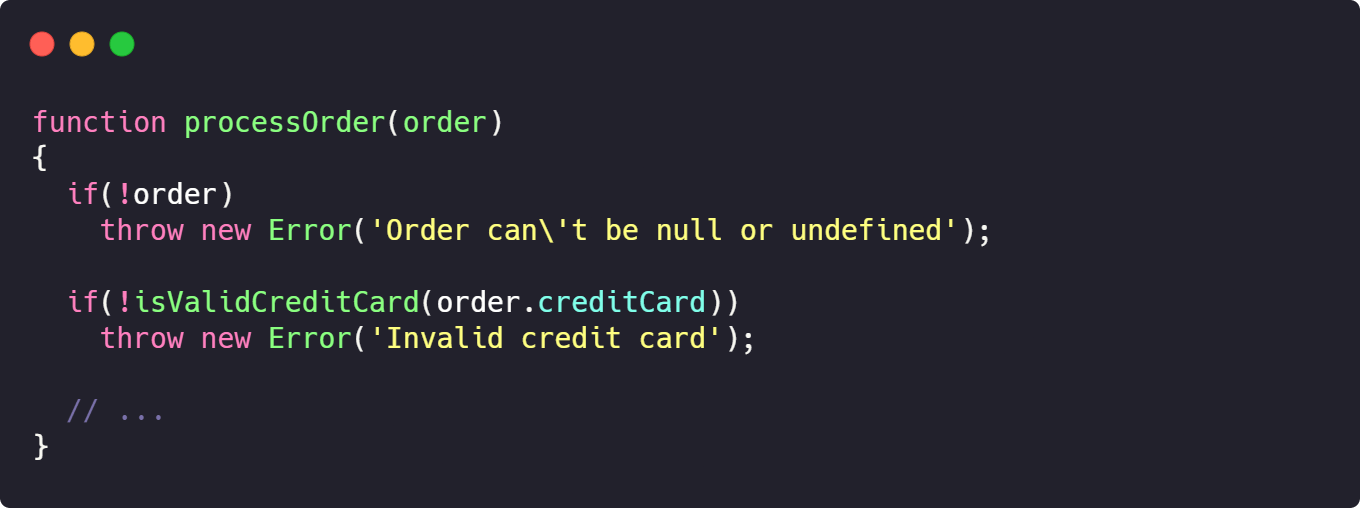 function processOrder(order)
{
  if(!order)
    throw new Error('Order can\'t be null or undefined');

  if(!isValidCreditCard(order.creditCard))
    throw new Error('Invalid credit card');

  // ...
}